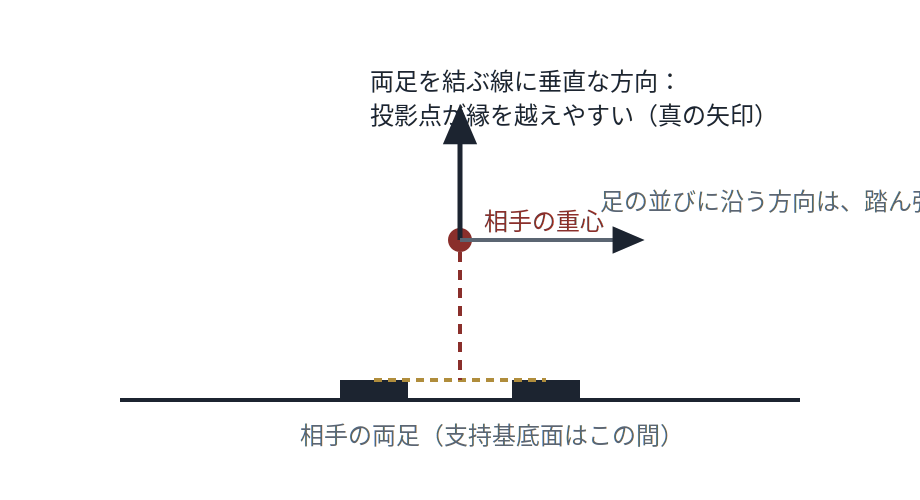 両足を結ぶ線に垂直な方向：
投影点が縁を越えやすい（真の矢印）
足の並びに沿う方向は、踏ん
相手の重心
相手の両足（支持基底面はこの間）